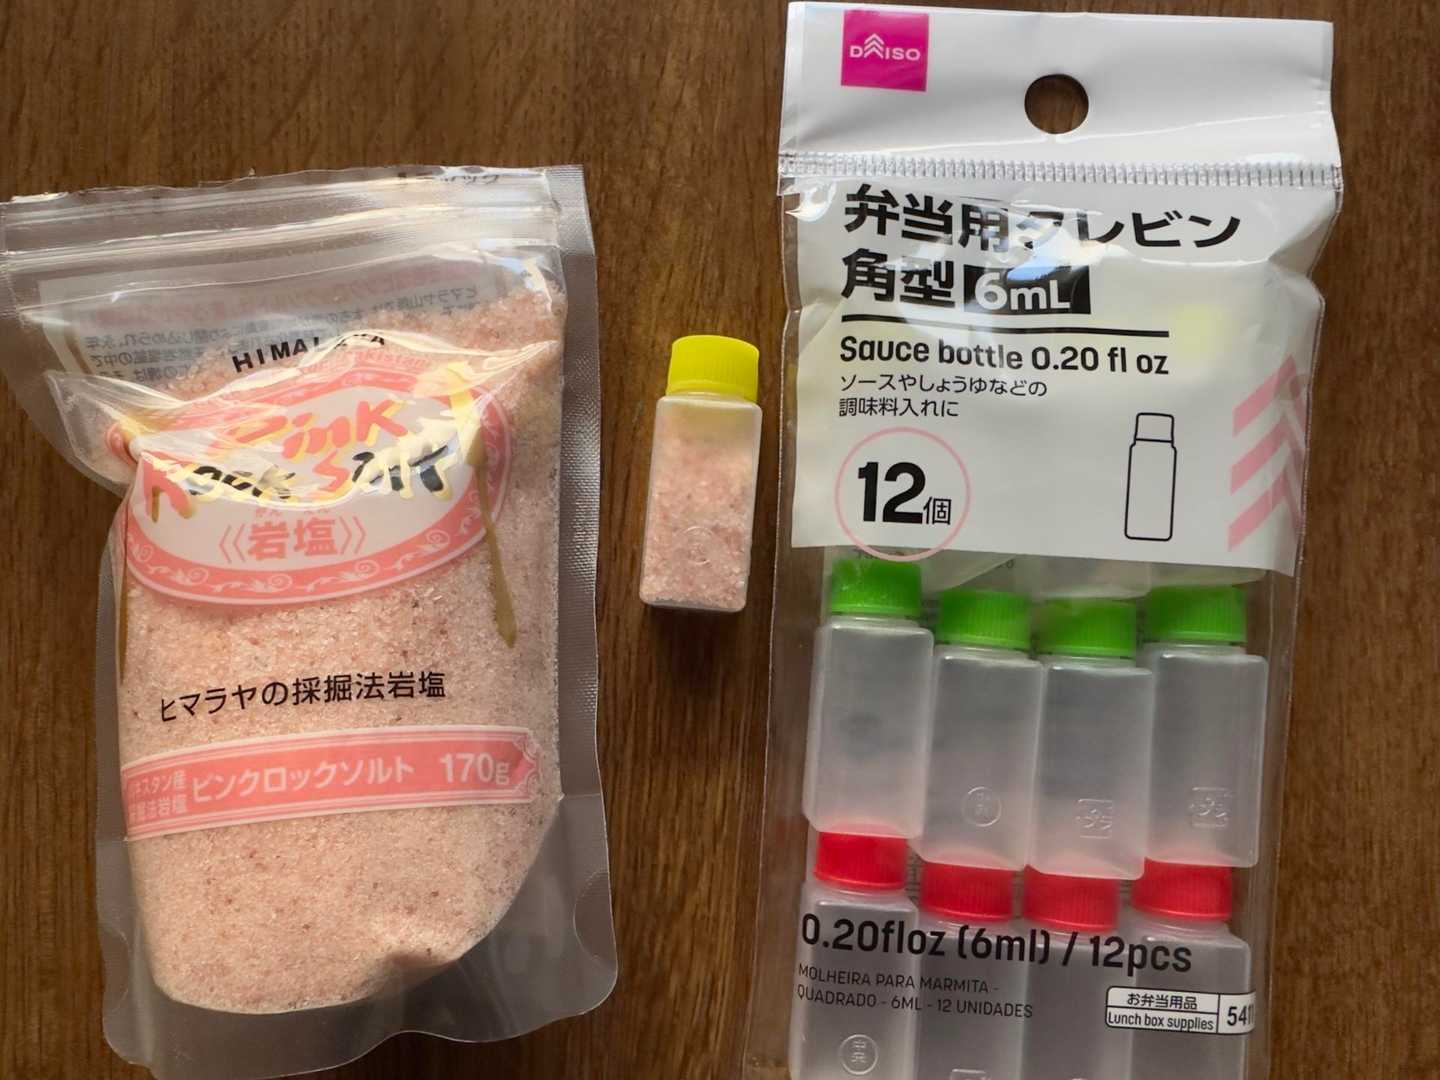 HIMALAYA
Pink
Rock Salt
《岩塩》
ヒマラヤの採掘法岩塩
ピンクロックソルト 170g
DAISO
弁当用タレビン
角型 6mL
Sauce bottle 0.20 fl oz
ソースやしょうゆなどの
調味料入れに
12個
0.20floz (6ml) / 12pcs
MOLHEIRA PARA MARMITA -
QUADRADO - 6ML - 12 UNIDADES
お弁当用品
Lunch box supplies
541